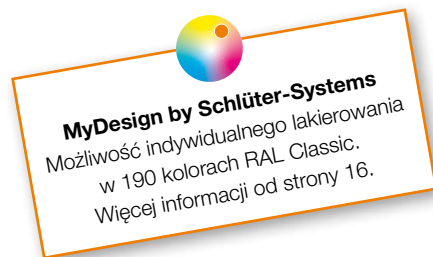 MyDesign by Schlüter-Systems
Możliwość indywidualnego lakierowania
w 190 kolorach RAL Classic.
Więcej informacji od strony 16.